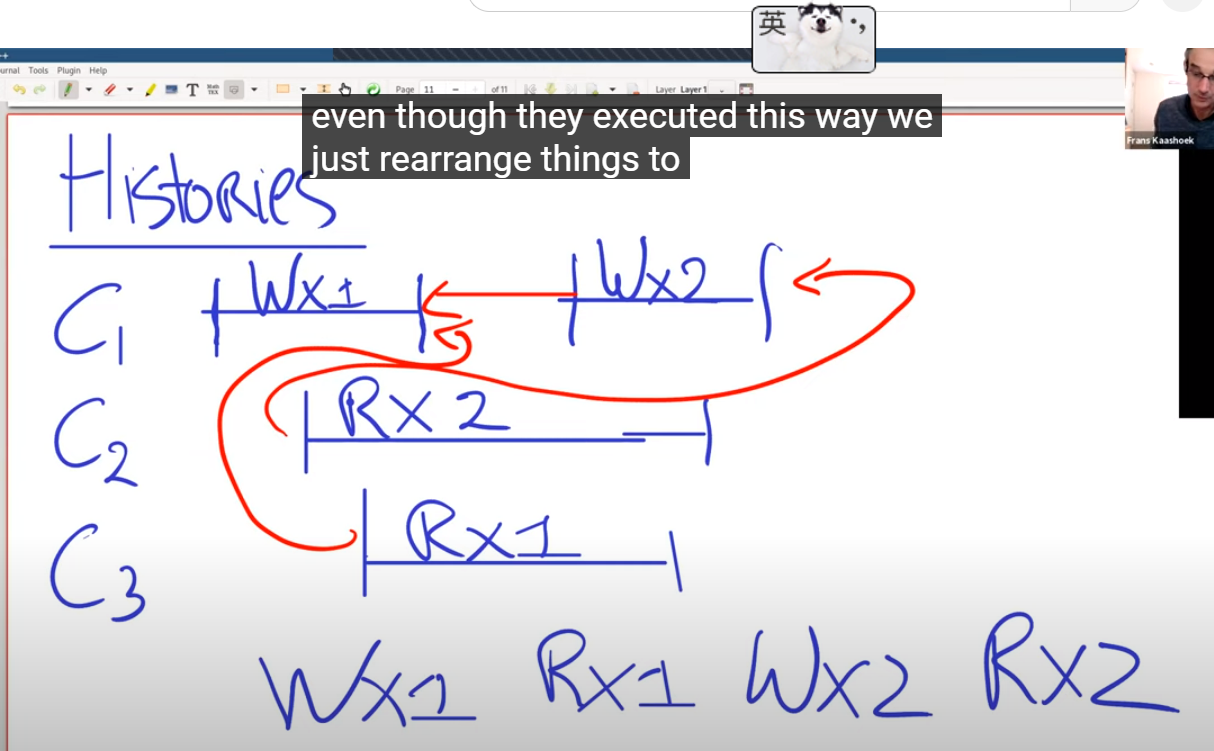 英
Journal Tools Plugin Help
Page 11 of 11 Layer Layer 1
even though they executed this way we
just rearrange things to
Frans Kaashoek
Histories
C1 Wx1 Wx2
C2 Rx2
C3 Rx1
Wx1 Rx1 Wx2 Rx2